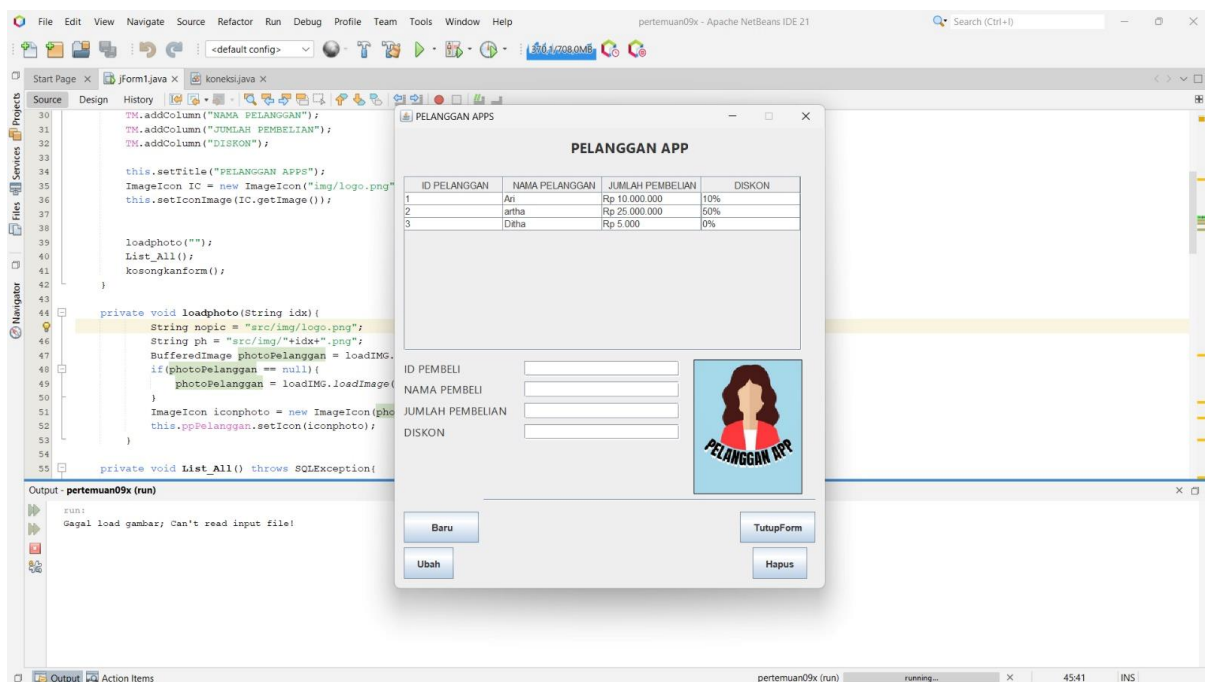 File Edit View Navigate Source Refactor Run Debug Profile Team Tools Window Help
pertemuan09x - Apache NetBeans IDE 21
Search (Ctrl+I)
<default config>
370.1/708.0MB
Start Page
jForm1.java
koneksi.java
Source Design History
Projects
Services
Files
Navigator
30 TM.addColumn("NAMA PELANGGAN");
31 TM.addColumn("JUMLAH PEMBELIAN");
32 TM.addColumn("DISKON");
33
34 this.setTitle("PELANGGAN APPS");
35 ImageIcon IC = new ImageIcon("img/logo.png"
36 this.setIconImage(IC.getImage());
37
38
39 loadphoto("");
40 List_All();
41 kosongkanform();
42 }
43
44 private void loadphoto(String idx){
String nopic = "src/img/logo.png";
46 String ph = "src/img/"+idx+".png";
47 BufferedImage photoPelanggan = loadIMG.
48 if(photoPelanggan == null){
49 photoPelanggan = loadIMG.loadImage(
50 }
51 ImageIcon iconphoto = new ImageIcon(pho
52 this.ppPelanggan.setIcon(iconphoto);
53 }
54
55 private void List_All() throws SQLException{
PELANGGAN APPS
PELANGGAN APP
ID PELANGGAN NAMA PELANGGAN JUMLAH PEMBELIAN DISKON
1 Ari Rp 10.000.000 10%
2 artha Rp 25.000.000 50%
3 Ditha Rp 5.000 0%
ID PEMBELI
NAMA PEMBELI
JUMLAH PEMBELIAN
DISKON
PELANGGAN APP
Baru
TutupForm
Ubah
Hapus
Output - pertemuan09x (run)
run:
Gagal load gambar; Can't read input file!
Output
Action Items
pertemuan09x (run)
running...
45:41
INS